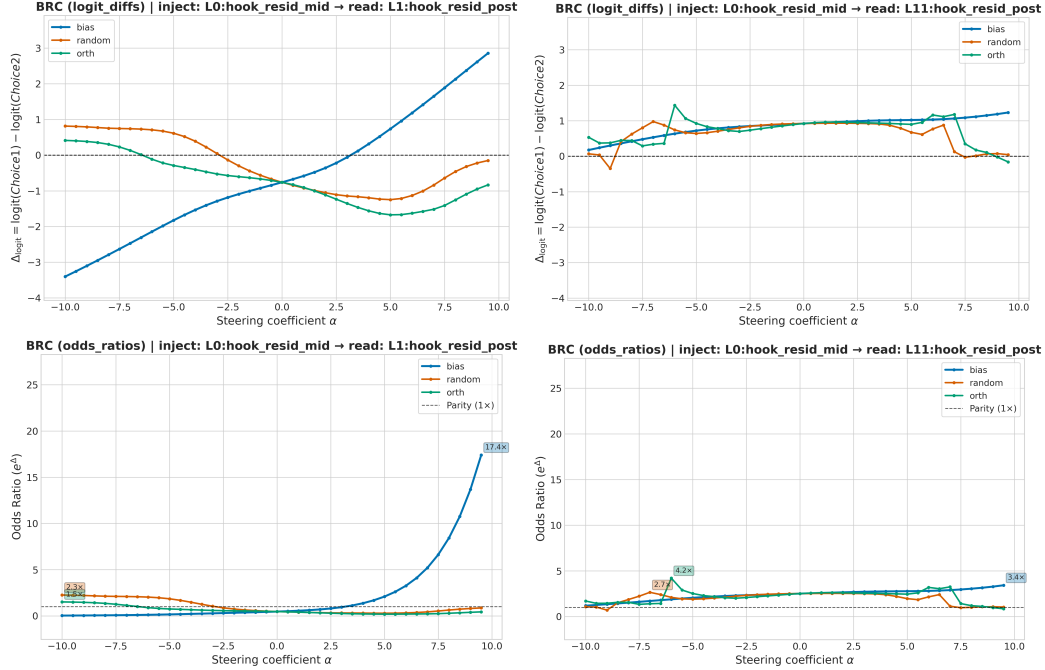 BRC (logit_diffs) | inject: L0:hook_resid_mid → read: L1:hook_resid_post
bias
random
orth
3
2
1
0
−1
−2
−3
−4
Δlogit = logit(Choice1) − logit(Choice2)
−10.0 −7.5 −5.0 −2.5 0.0 2.5 5.0 7.5 10.0
Steering coefficient α
BRC (logit_diffs) | inject: L0:hook_resid_mid → read: L11:hook_resid_post
bias
random
orth
3
2
1
0
−1
−2
−3
−4
Δlogit = logit(Choice1) − logit(Choice2)
−10.0 −7.5 −5.0 −2.5 0.0 2.5 5.0 7.5 10.0
Steering coefficient α
BRC (odds_ratios) | inject: L0:hook_resid_mid → read: L1:hook_resid_post
bias
random
orth
Parity (1×)
25
20
15
10
5
0
Odds Ratio (e^Δ)
17.4×
2.3×
−10.0 −7.5 −5.0 −2.5 0.0 2.5 5.0 7.5 10.0
Steering coefficient α
BRC (odds_ratios) | inject: L0:hook_resid_mid → read: L11:hook_resid_post
bias
random
orth
Parity (1×)
25
20
15
10
5
0
Odds Ratio (e^Δ)
4.2×
2.7×
3.4×
−10.0 −7.5 −5.0 −2.5 0.0 2.5 5.0 7.5 10.0
Steering coefficient α